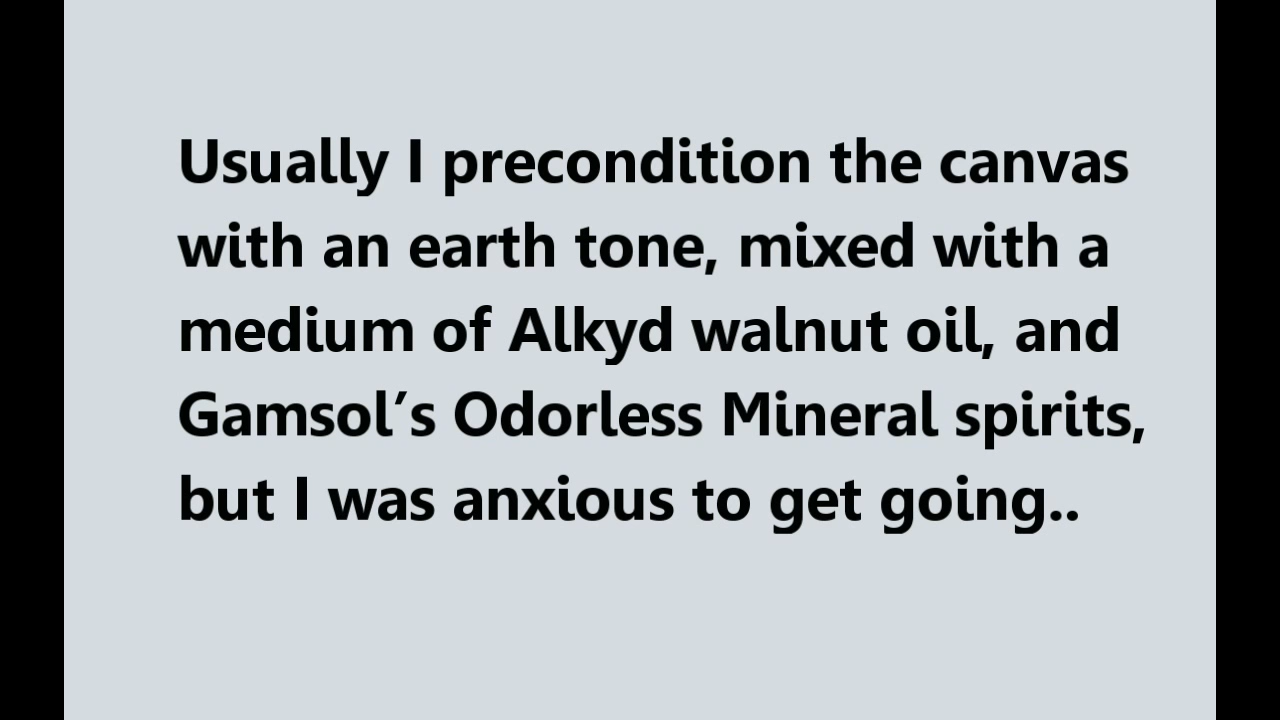 Usually I precondition the canvas
with an earth tone, mixed with a
medium of Alkyd walnut oil, and
Gamsol′s Odorless Mineral spirits,
but I was anxious to get going..